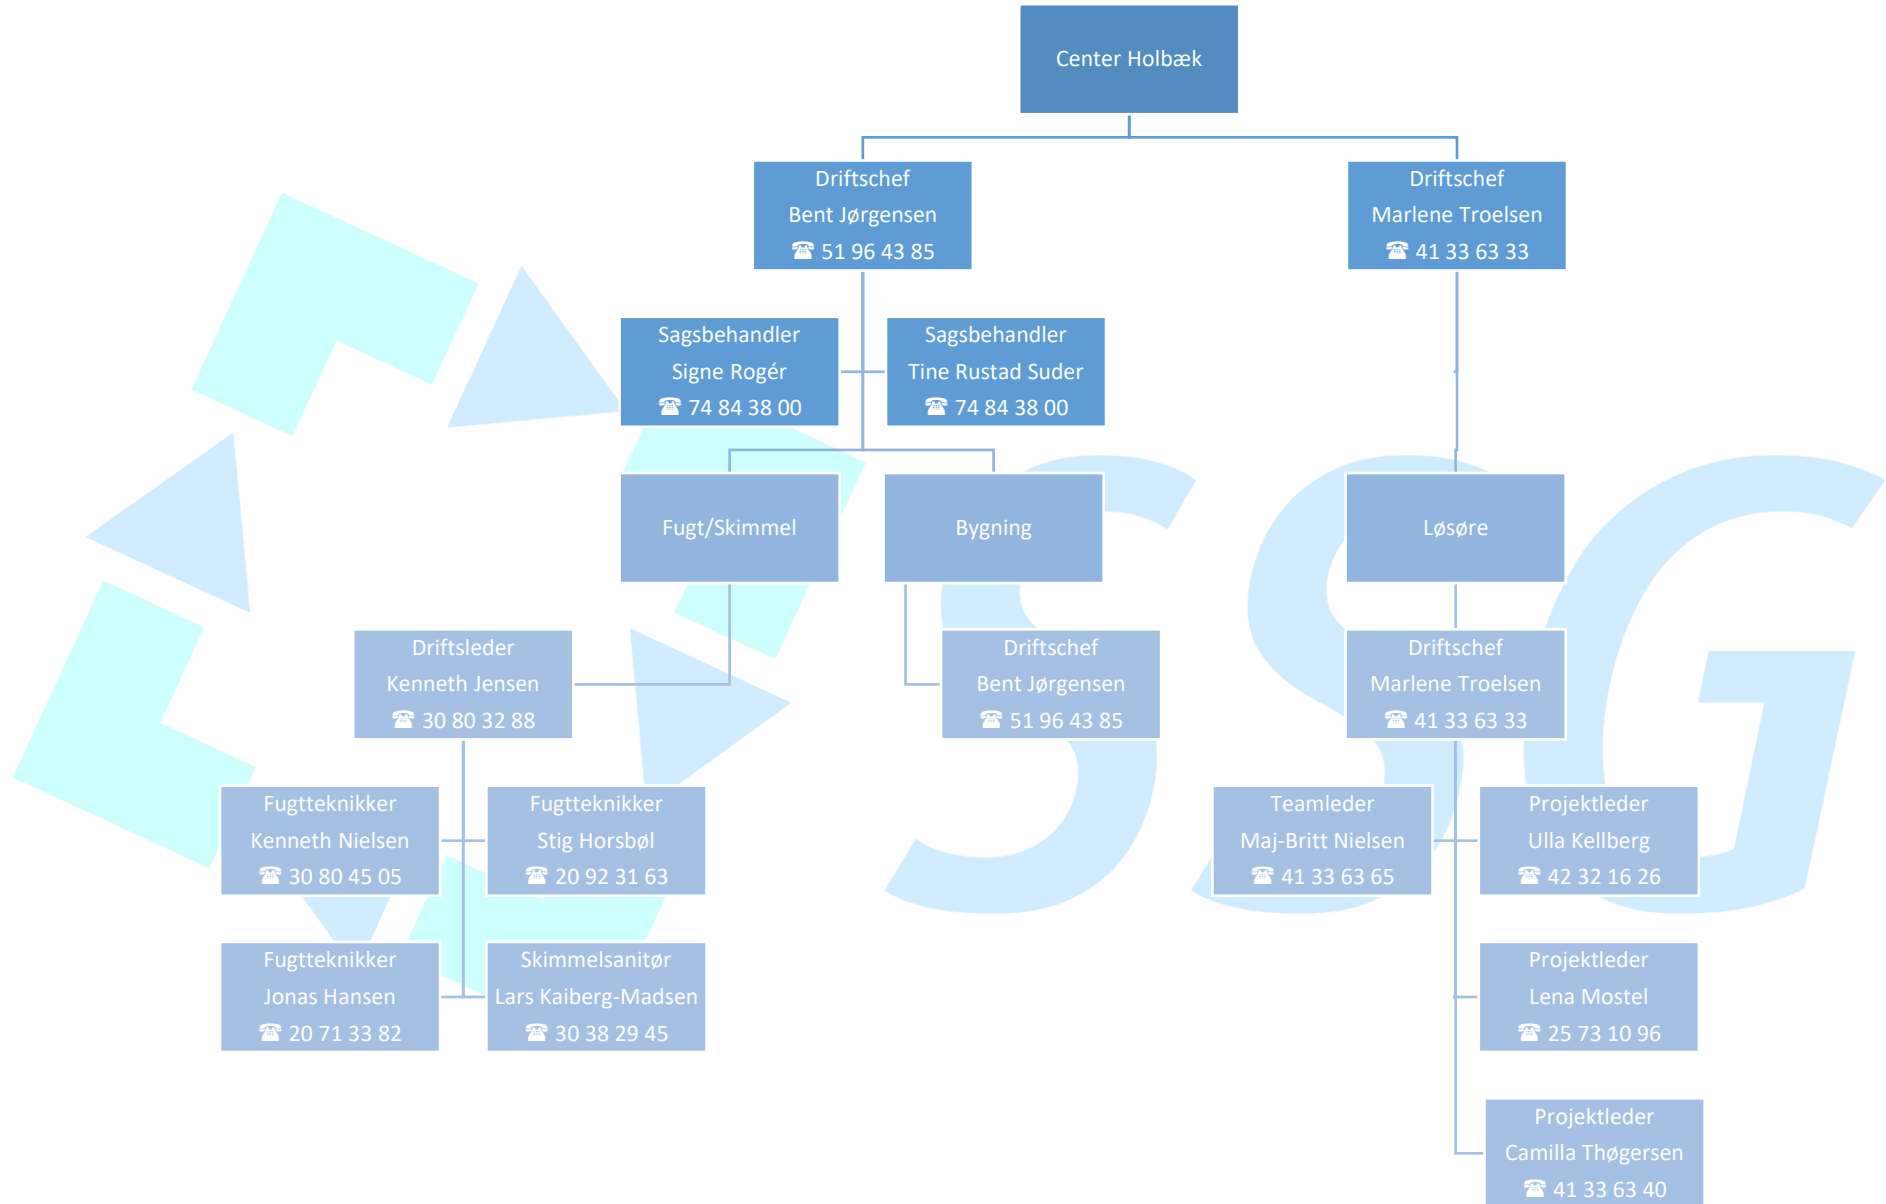 Center Holbæk
Driftschef
Bent Jørgensen
☎ 51 96 43 85
Driftschef
Marlene Troelsen
☎ 41 33 63 33
Sagsbehandler
Signe Rogér
☎ 74 84 38 00
Sagsbehandler
Tine Rustad Suder
☎ 74 84 38 00
Fugt/Skimmel
Bygning
Løsøre
Driftsleder
Kenneth Jensen
☎ 30 80 32 88
Driftschef
Bent Jørgensen
☎ 51 96 43 85
Driftschef
Marlene Troelsen
☎ 41 33 63 33
Fugtteknikker
Kenneth Nielsen
☎ 30 80 45 05
Fugtteknikker
Stig Horsbøl
☎ 20 92 31 63
Teamleder
Maj-Britt Nielsen
☎ 41 33 63 65
Projektleder
Ulla Kellberg
☎ 42 32 16 26
Fugtteknikker
Jonas Hansen
☎ 20 71 33 82
Skimmelsanitør
Lars Kaiberg-Madsen
☎ 30 38 29 45
Projektleder
Lena Mostel
☎ 25 73 10 96
Projektleder
Camilla Thøgersen
☎ 41 33 63 40
SSG